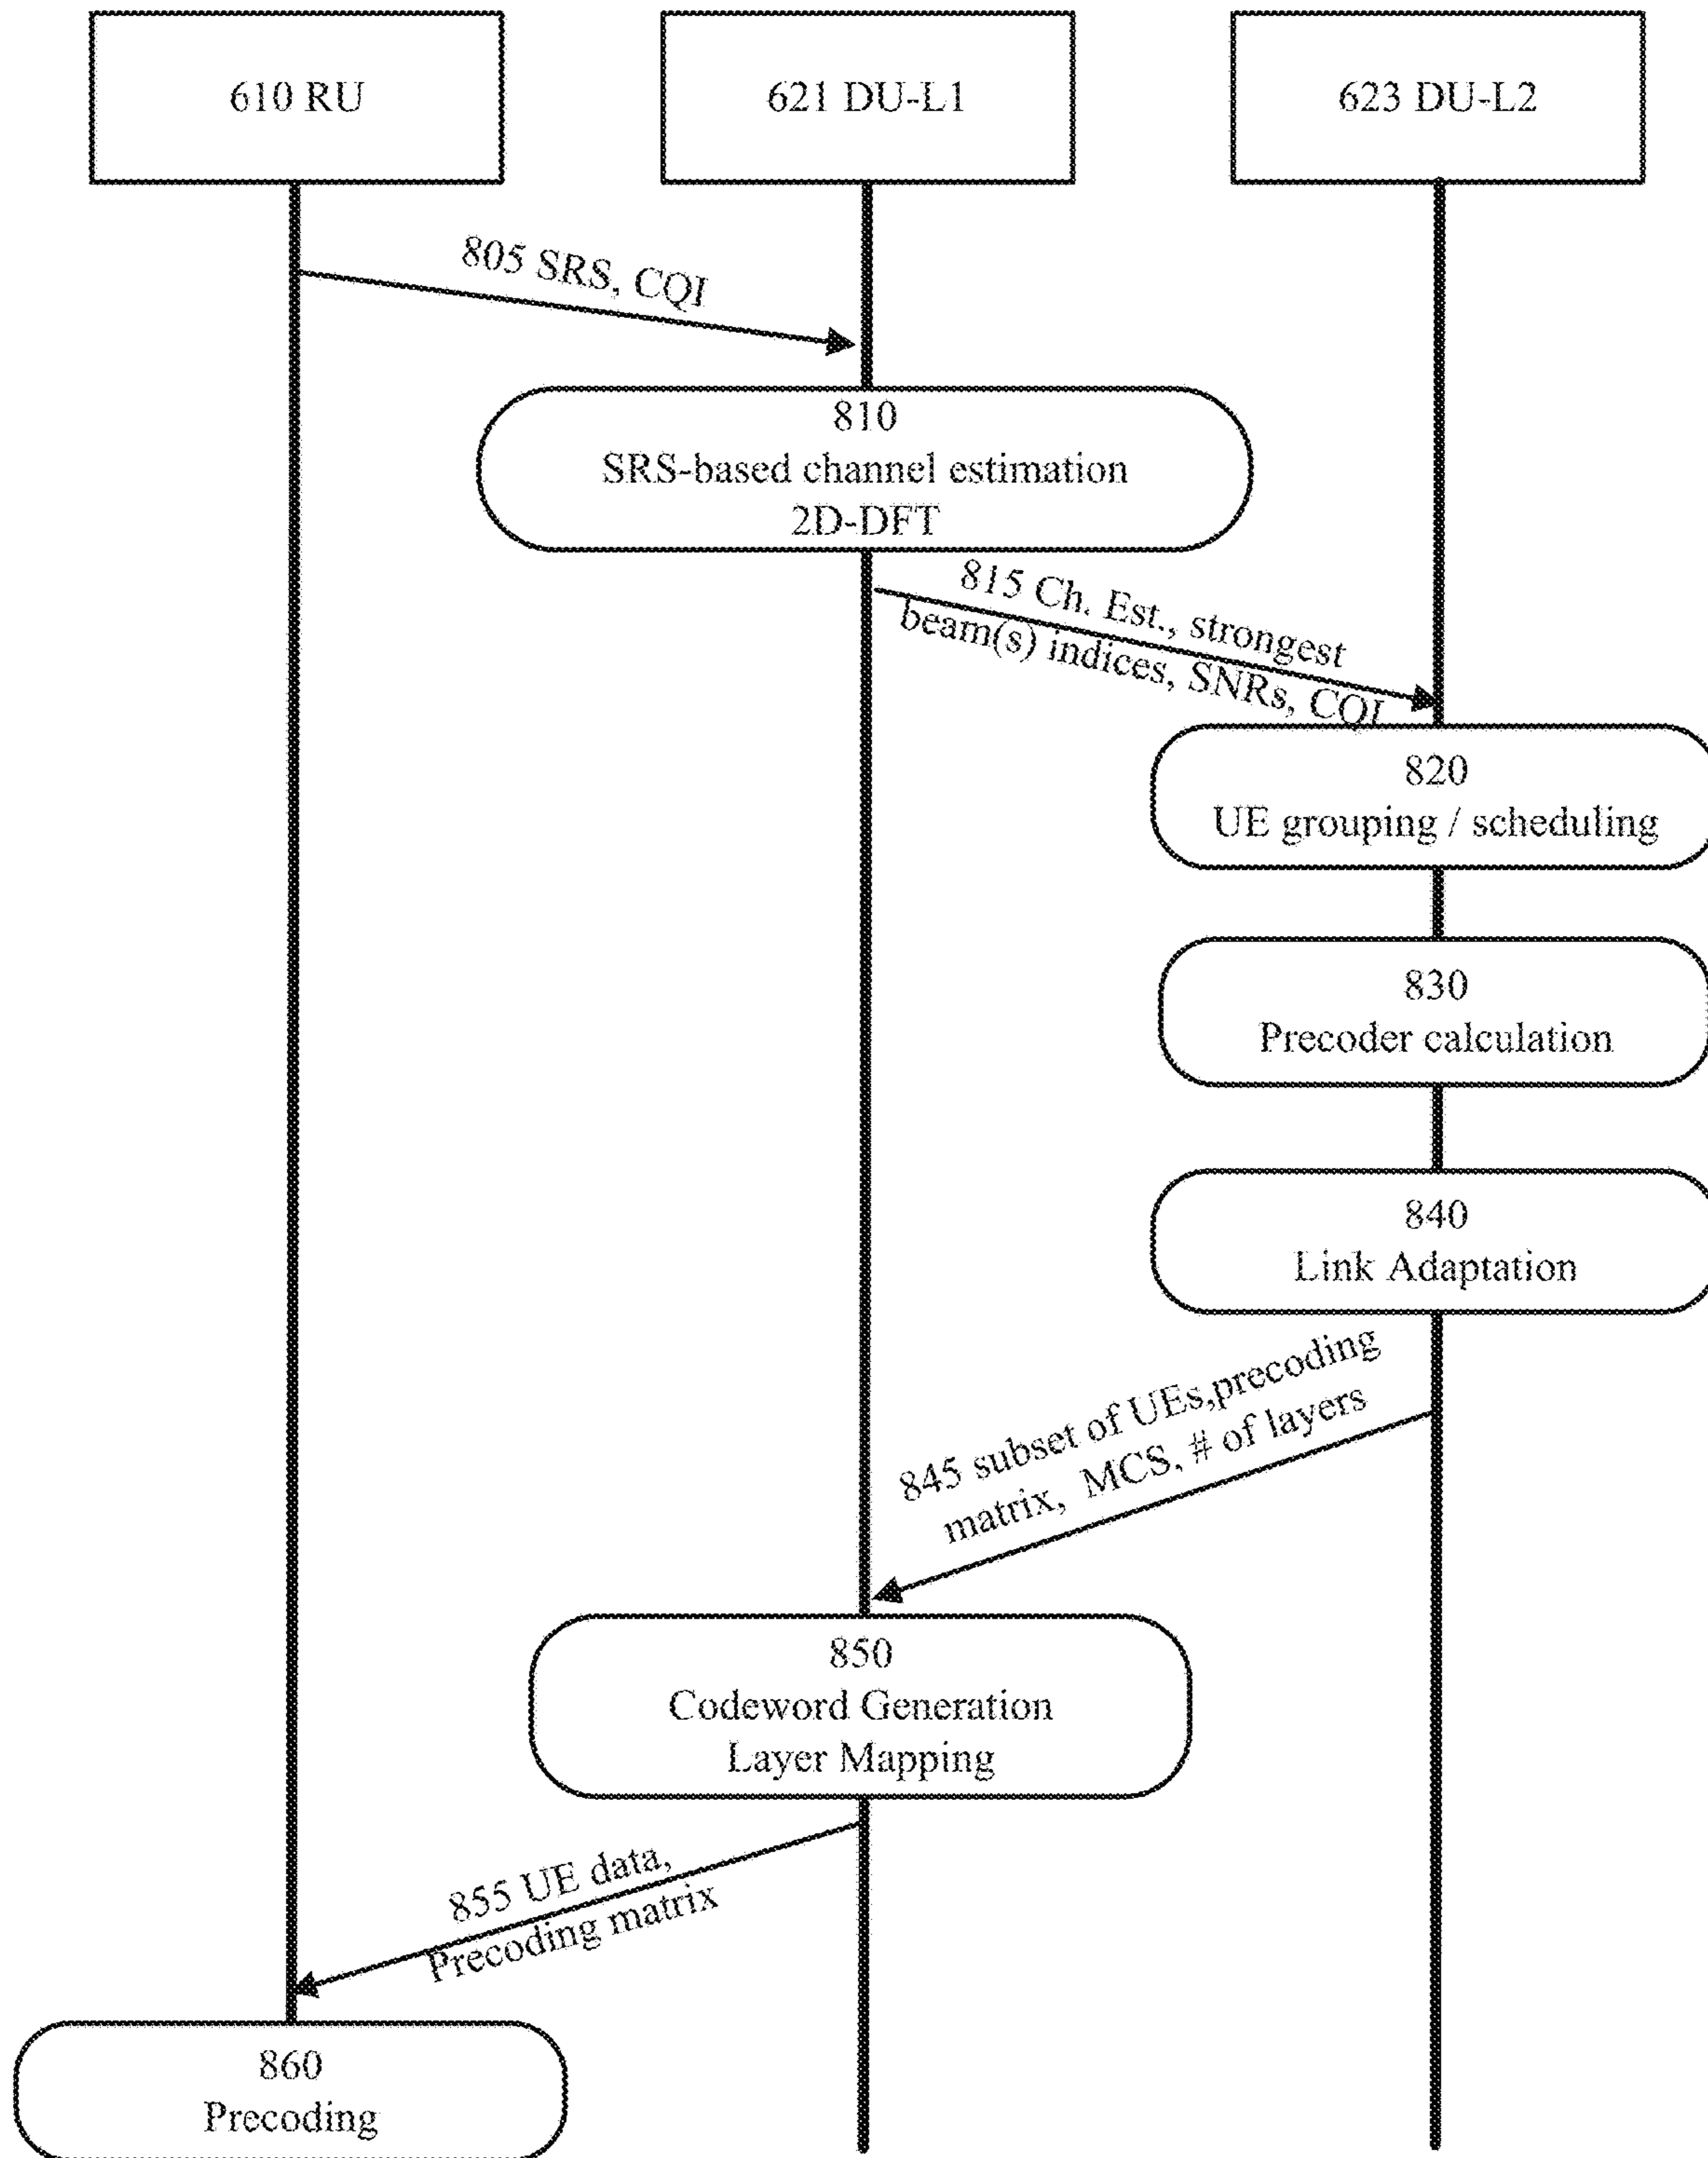 610 RU
621 DU-L1
623 DU-L2
805 SRS, CQI
810
SRS-based channel estimation
2D-DFT
815 Ch. Est., strongest
beam(s) indices, SNRs, CQI
820
UE grouping / scheduling
830
Precoder calculation
840
Link Adaptation
845 subset of UEs,precoding
matrix, MCS, # of layers
850
Codeword Generation
Layer Mapping
855 UE data,
Precoding matrix
860
Precoding